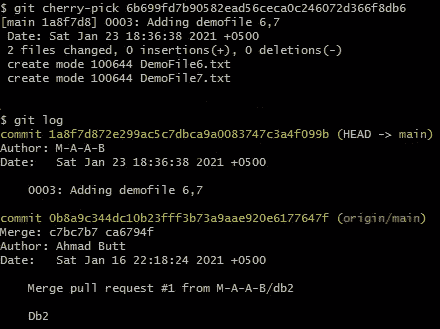 $ git cherry-pick 6b699fd7b90582ead56ceca0c246072d366f8db6
[main 1a8f7d8] 0003: Adding demofile 6,7
Date: Sat Jan 23 18:36:38 2021 +0500
2 files changed, 0 insertions(+), 0 deletions(-)
create mode 100644 DemoFile6.txt
create mode 100644 DemoFile7.txt
$ git log
commit 1a8f7d872e299ac5c7dbca9a0083747c3a4f099b (HEAD -> main)
Author: M-A-A-B
Date: Sat Jan 23 18:36:38 2021 +0500
0003: Adding demofile 6,7
commit 0b8a9c344dc10b23fff3b73a9aae920e6177647f (origin/main)
Merge: c7bc7b7 ca6794f
Author: Ahmad Butt
Date: Sat Jan 16 22:18:24 2021 +0500
Merge pull request #1 from M-A-A-B/db2
Db2